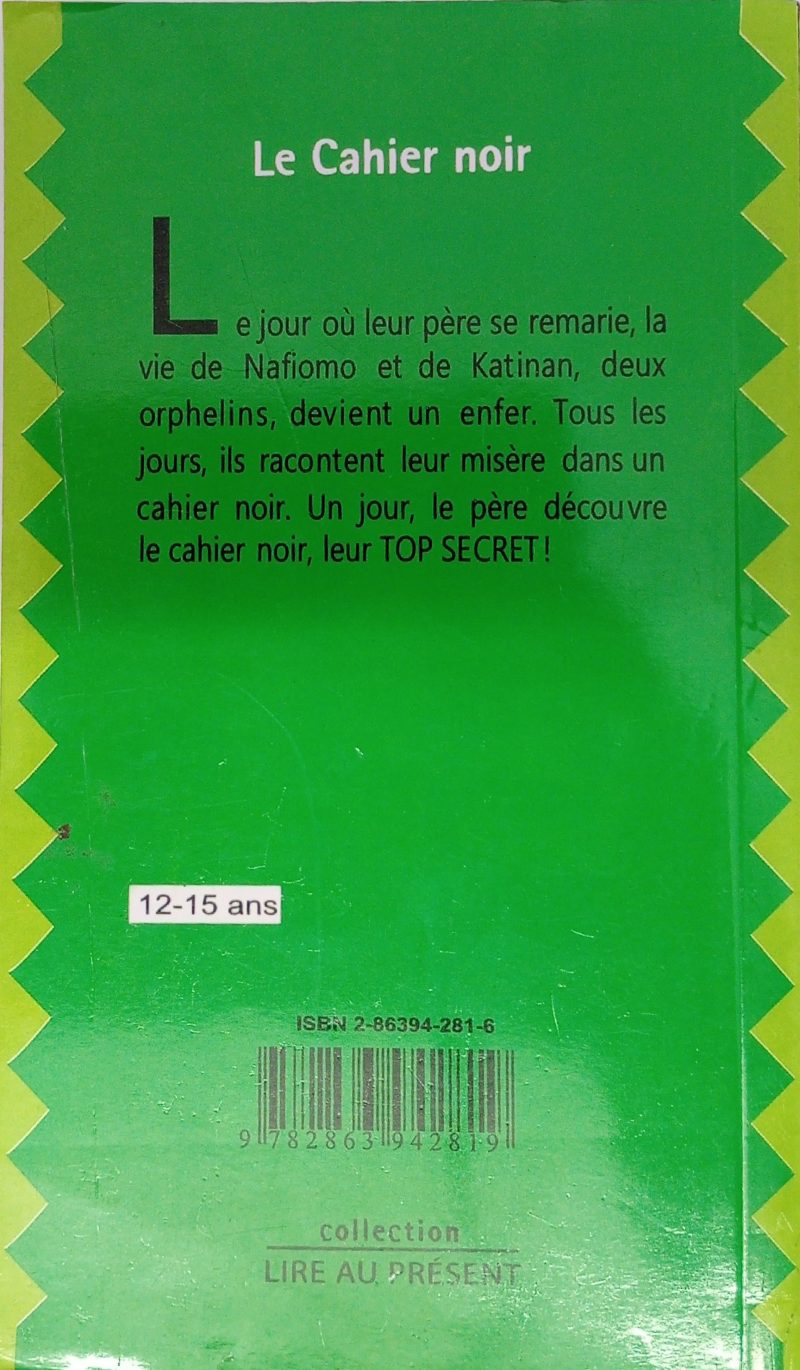 Le Cahier noir
Le jour où leur père se remarie, la
vie de Nafiomo et de Katinan, deux
orphelins, devient un enfer. Tous les
jours, ils racontent leur misère dans un
cahier noir. Un jour, le père découvre
le cahier noir, leur TOP SECRET !
12-15 ans
ISBN 2-86394-281-6
9 782863 942819
collection
LIRE AU PRÉSENT